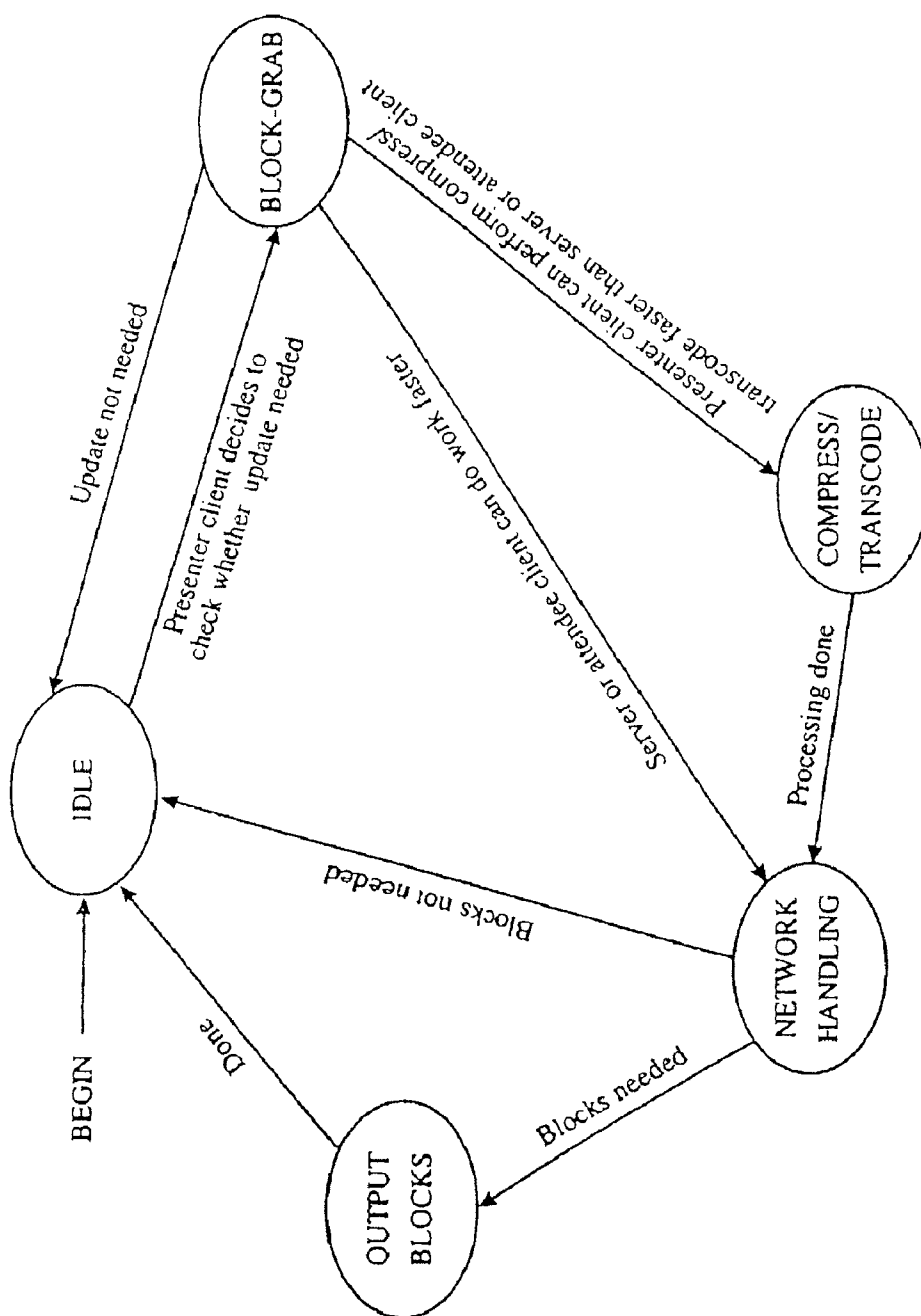 BEGIN
IDLE
Update not needed
Presenter client decides to
check whether update needed
BLOCK-GRAB
Done
Blocks not needed
Server or attendee client can do work faster
Presenter client can perform compress/
transcode faster than server or attendee client
OUTPUT
BLOCKS
Blocks needed
NETWORK
HANDLING
Processing done
COMPRESS/
TRANSCODE